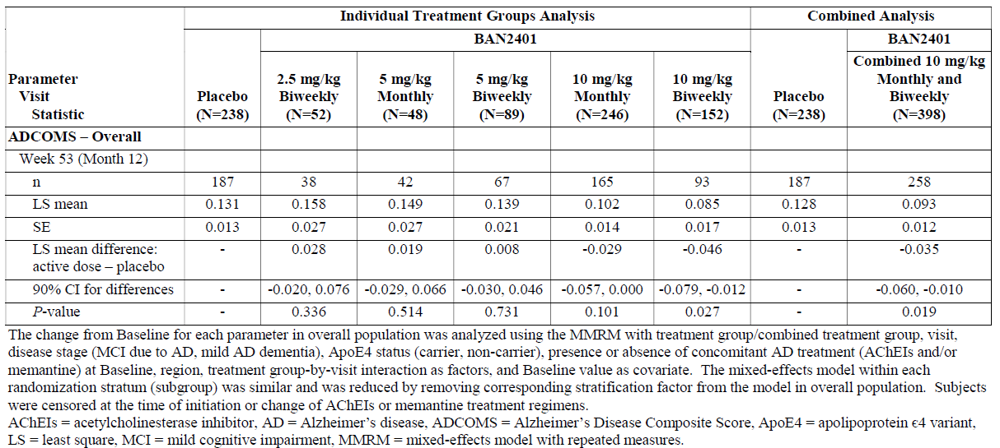 Individual Treatment Groups Analysis Combined Analysis
BAN2401 BAN2401
Parameter Visit Statistic Placebo (N=238) 2.5 mg/kg Biweekly (N=52) 5 mg/kg Monthly (N=48) 5 mg/kg Biweekly (N=89) 10 mg/kg Monthly (N=246) 10 mg/kg Biweekly (N=152) Placebo (N=238) Combined 10 mg/kg Monthly and Biweekly (N=398)
ADCOMS – Overall
Week 53 (Month 12)
n 187 38 42 67 165 93 187 258
LS mean 0.131 0.158 0.149 0.139 0.102 0.085 0.128 0.093
SE 0.013 0.027 0.027 0.021 0.014 0.017 0.013 0.012
LS mean difference: active dose – placebo - 0.028 0.019 0.008 -0.029 -0.046 - -0.035
90% CI for differences - -0.020, 0.076 -0.029, 0.066 -0.030, 0.046 -0.057, 0.000 -0.079, -0.012 - -0.060, -0.010
P-value - 0.336 0.514 0.731 0.101 0.027 - 0.019
The change from Baseline for each parameter in overall population was analyzed using the MMRM with treatment group/combined treatment group, visit,
disease stage (MCI due to AD, mild AD dementia), ApoE4 status (carrier, non-carrier), presence or absence of concomitant AD treatment (AChEIs and/or
memantine) at Baseline, region, treatment group-by-visit interaction as factors, and Baseline value as covariate. The mixed-effects model within each
randomization stratum (subgroup) was similar and was reduced by removing corresponding stratification factor from the model in overall population. Subjects
were censored at the time of initiation or change of AChEIs or memantine treatment regimens.
AChEIs = acetylcholinesterase inhibitor, AD = Alzheimer’s disease, ADCOMS = Alzheimer’s Disease Composite Score, ApoE4 = apolipoprotein ϵ4 variant,
LS = least square, MCI = mild cognitive impairment, MMRM = mixed-effects model with repeated measures.